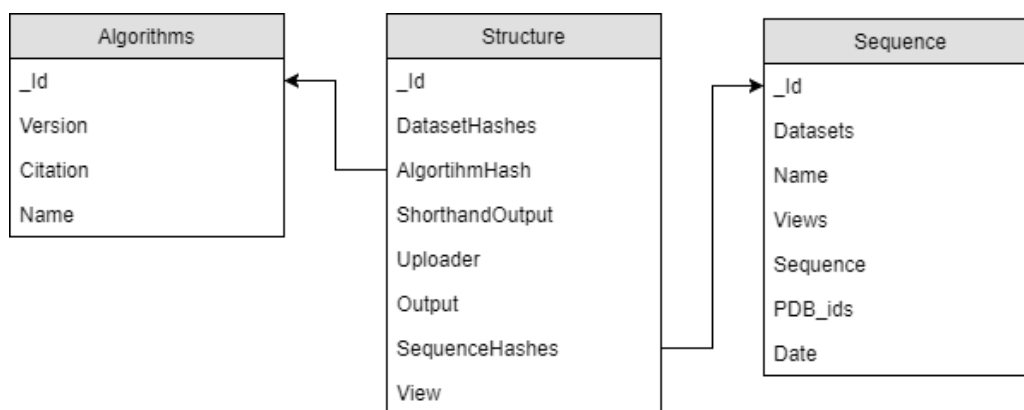 Algorithms
_Id
Version
Citation
Name
Structure
_Id
DatasetHashes
AlgortihmHash
ShorthandOutput
Uploader
Output
SequenceHashes
View
Sequence
_Id
Datasets
Name
Views
Sequence
PDB_ids
Date